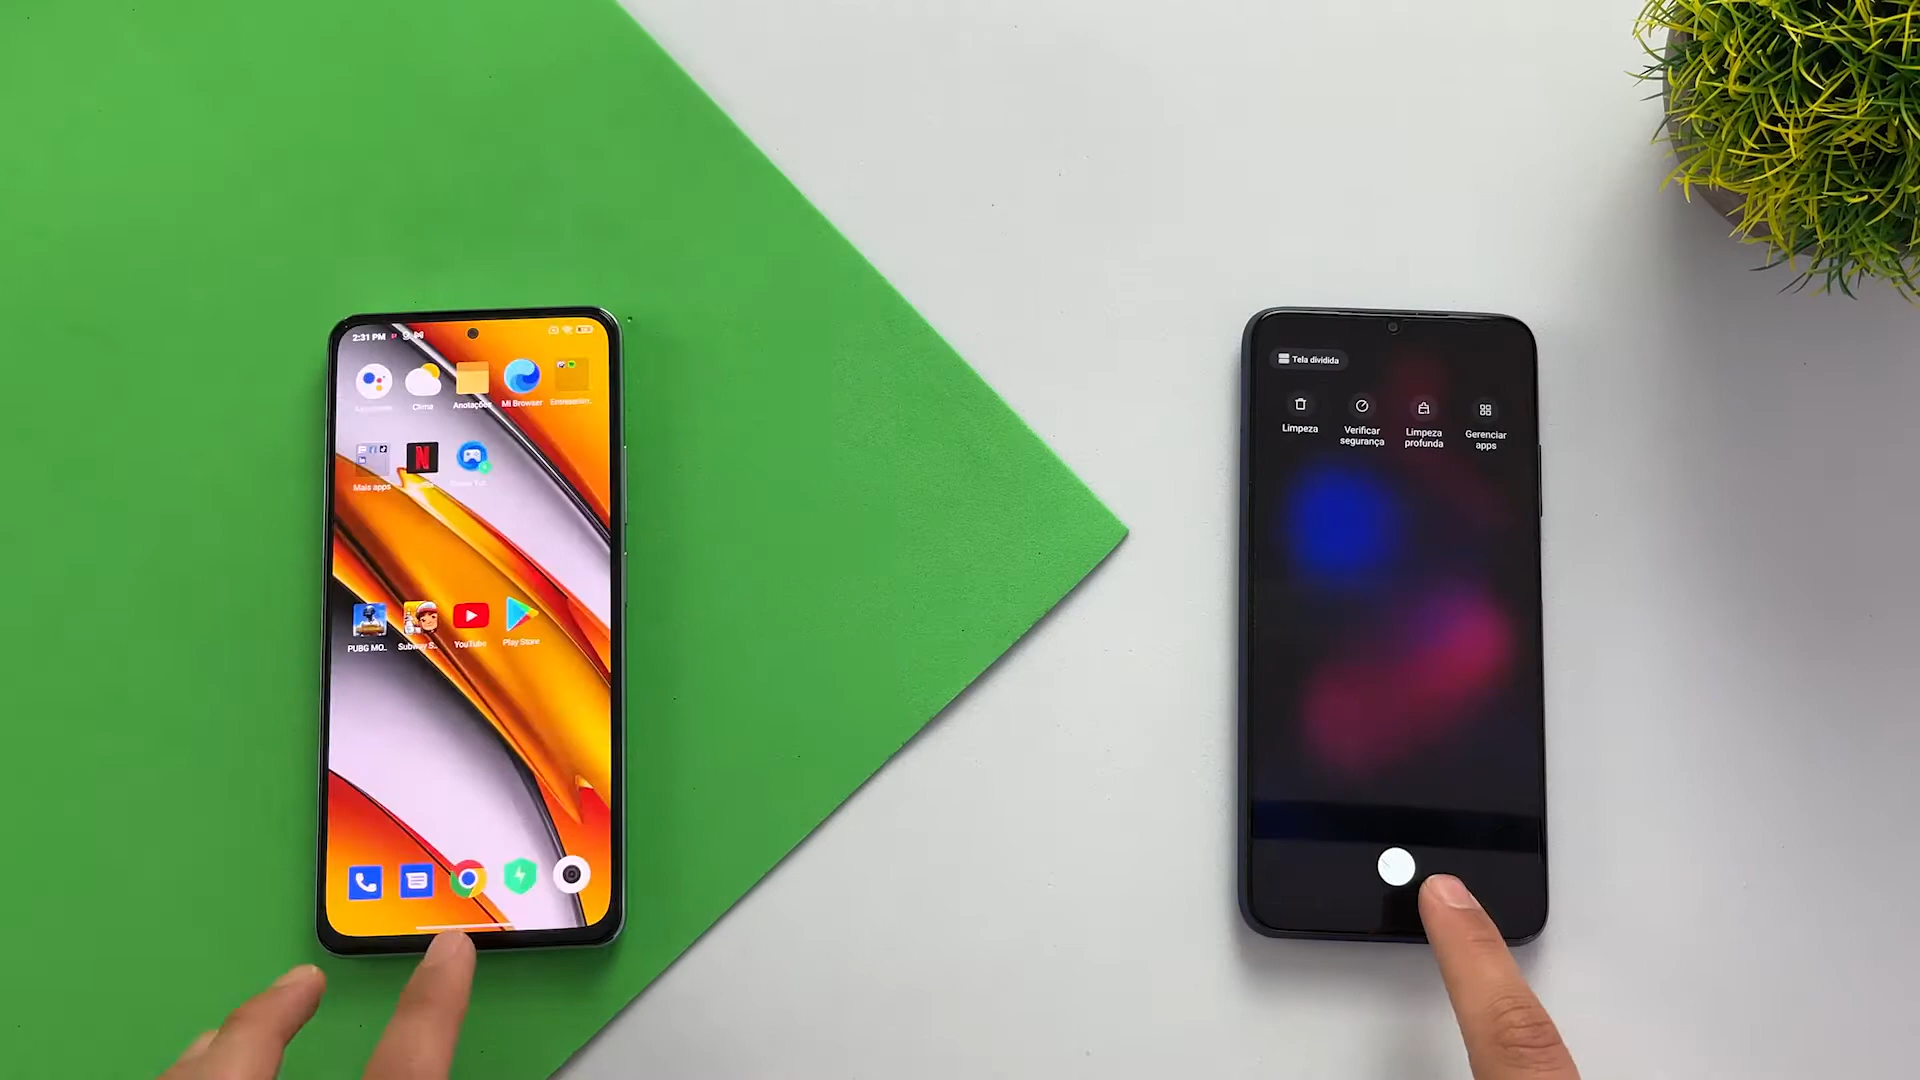 2:31 PM
Clima
Anotações
Mi Browser
Mais apps
N
PUBG MO..
Subway S..
YouTube
Play Store
Tela dividida
Limpeza
Verificar
segurança
Limpeza
profunda
Gerenciar
apps